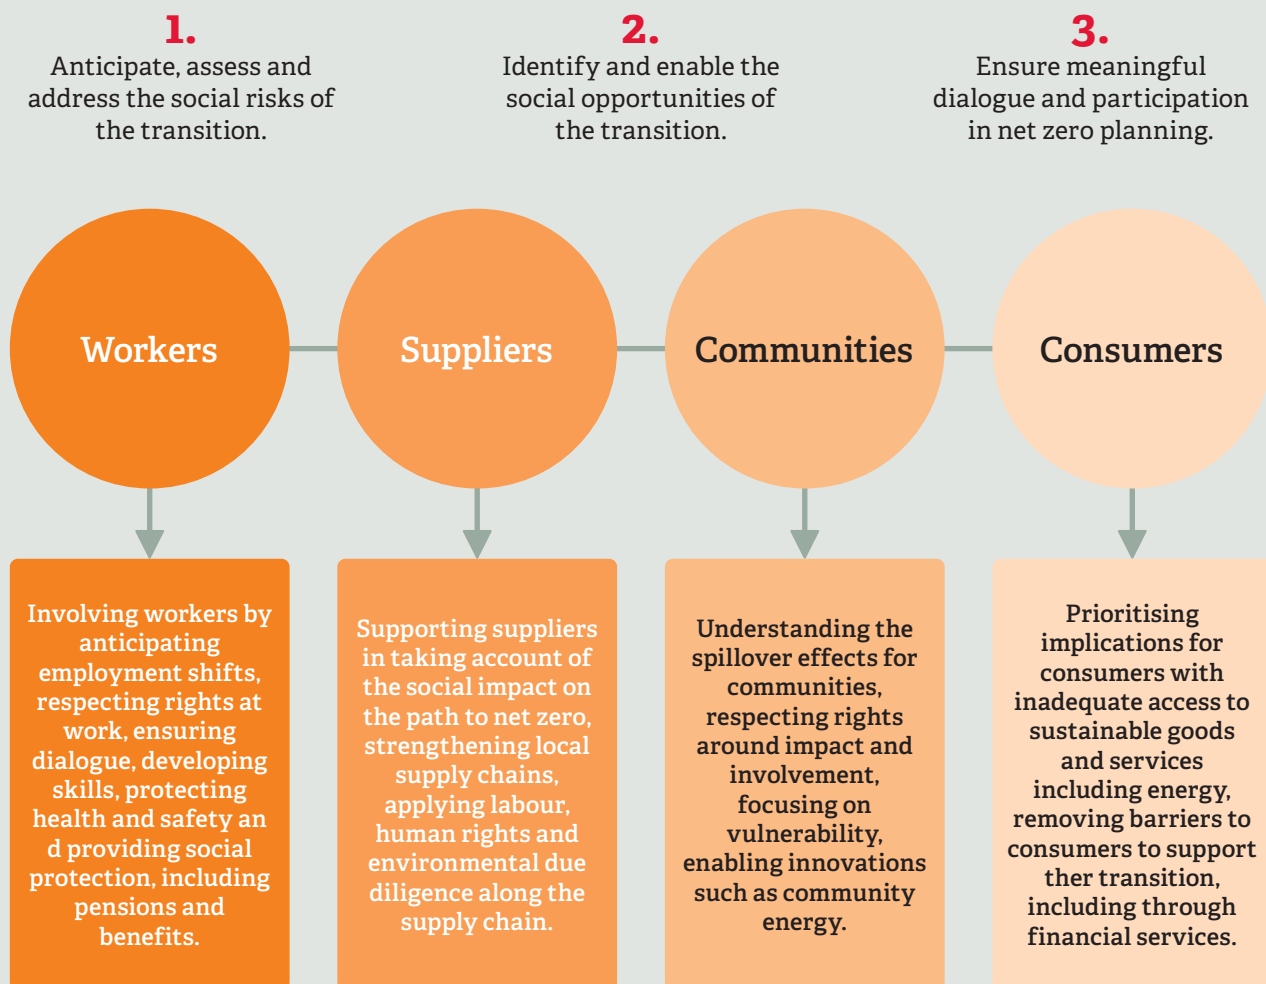 1.
Anticipate, assess and
address the social risks of
the transition.
2.
Identify and enable the
social opportunities of
the transition.
3.
Ensure meaningful
dialogue and participation
in net zero planning.
Workers
Suppliers
Communities
Consumers
Involving workers by
anticipating
employment shifts,
respecting rights at
work, ensuring
dialogue, developing
skills, protecting
health and safety an
d providing social
protection, including
pensions and
benefits.
Supporting suppliers
in taking account of
the social impact on
the path to net zero,
strengthening local
supply chains,
applying labour,
human rights and
environmental due
diligence along the
supply chain.
Understanding the
spillover effects for
communities,
respecting rights
around impact and
involvement,
focusing on
vulnerability,
enabling innovations
such as community
energy.
Prioritising
implications for
consumers with
inadequate access to
sustainable goods
and services
including energy,
removing barriers to
consumers to support
ther transition,
including through
financial services.